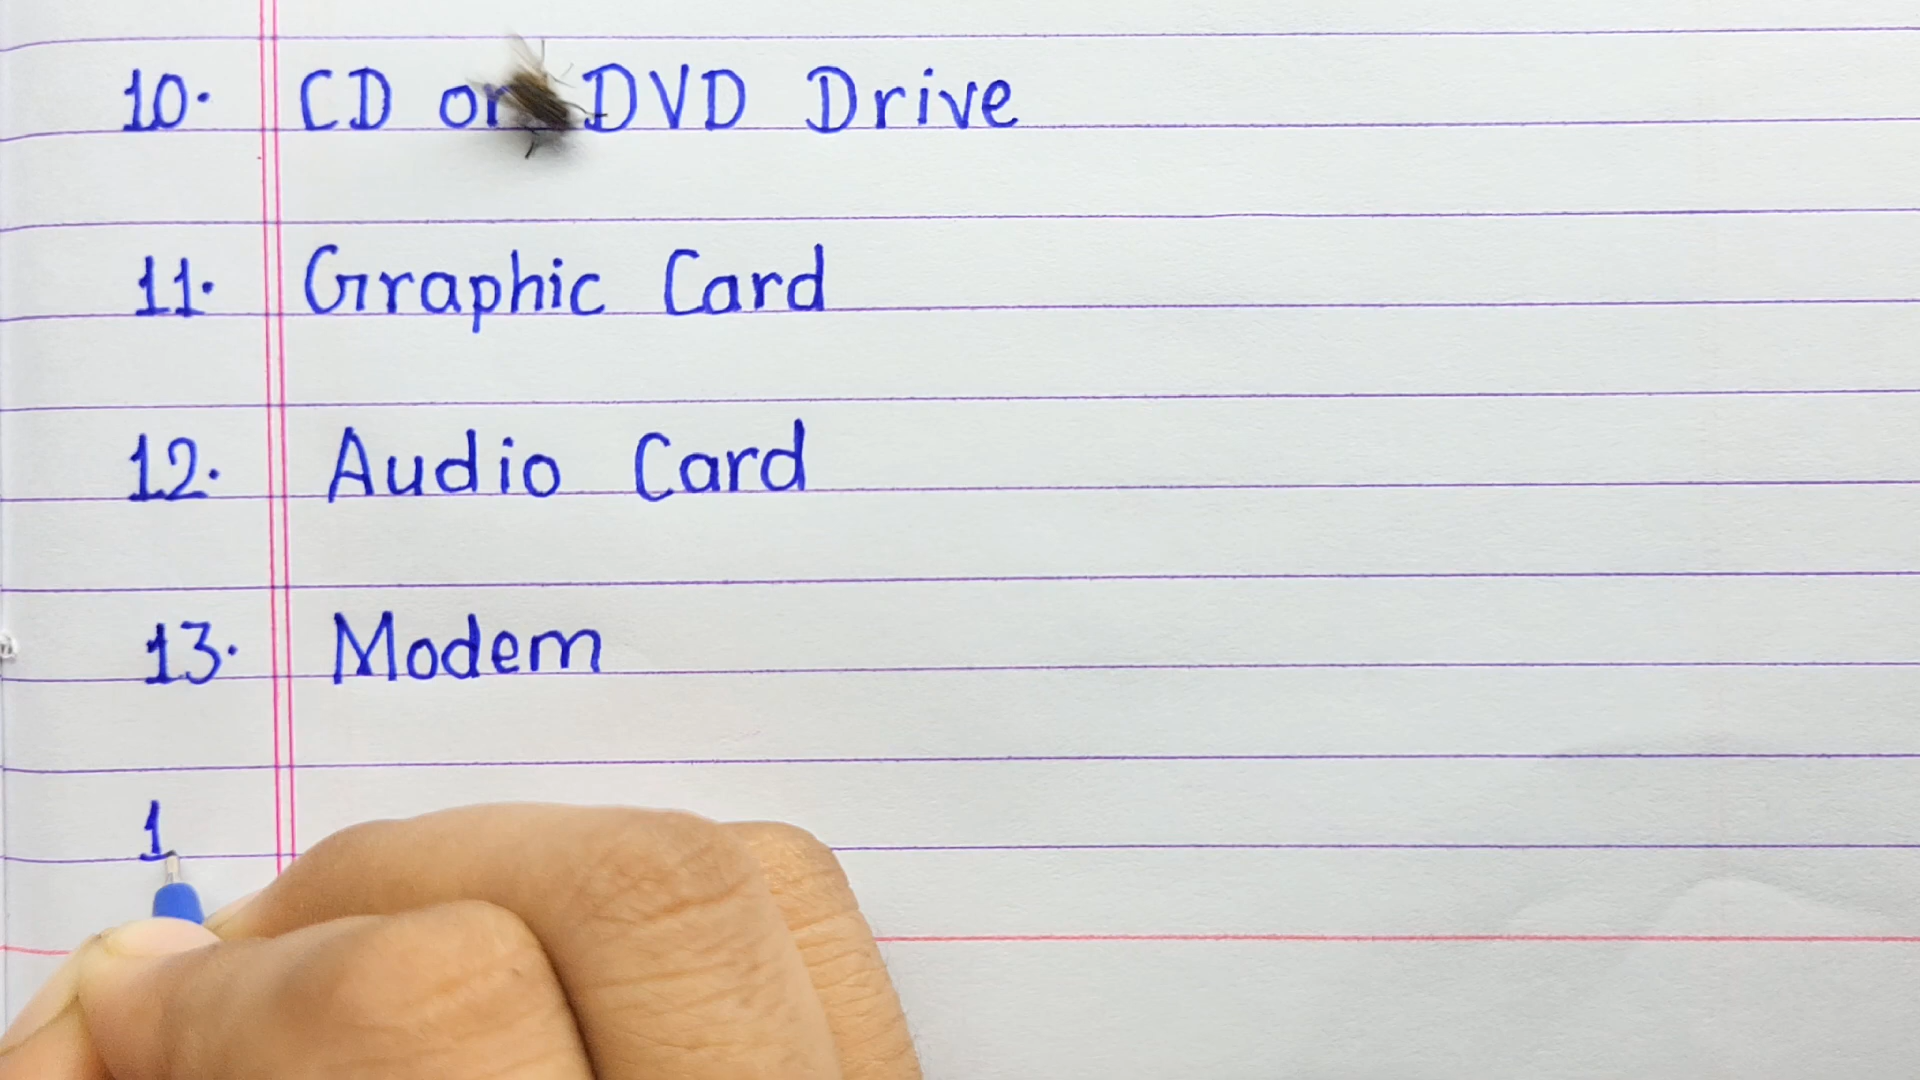 10. CD or DVD Drive
11. Graphic Card
12. Audio Card
13. Modem
1